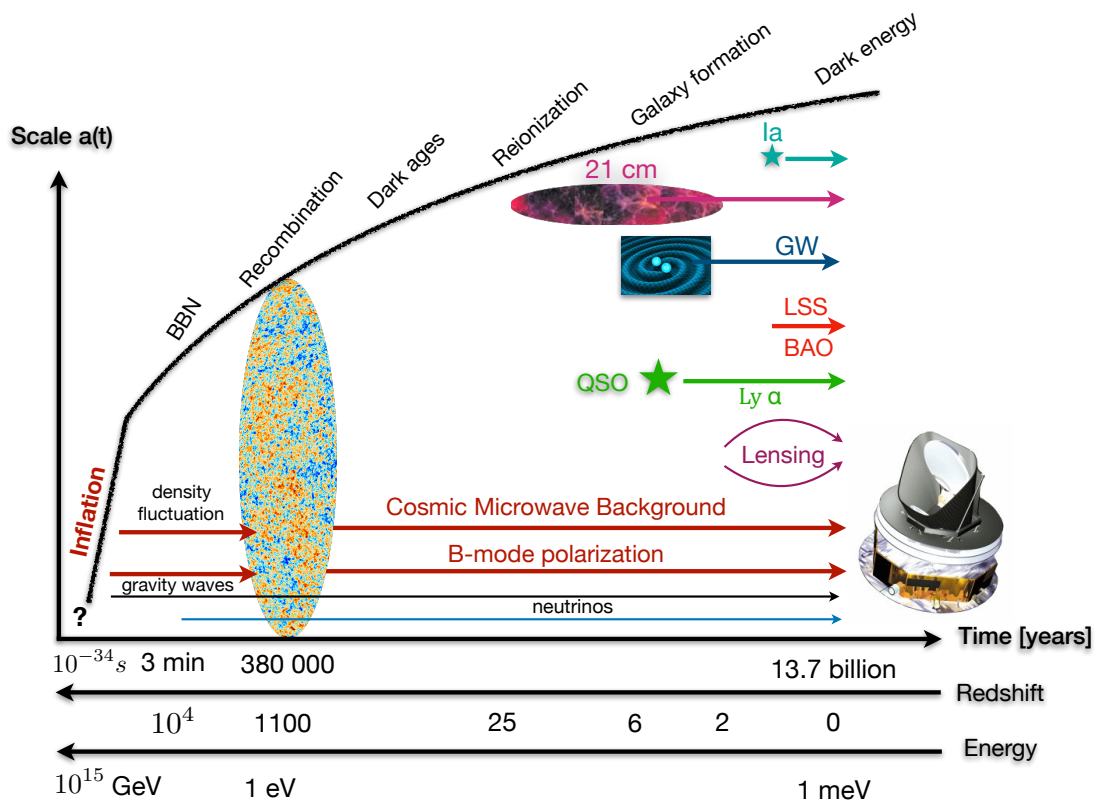 Dark energy
Galaxy formation
Reionization
Dark ages
Recombination
BBN
Inflation
?
Scale a(t)
Ia
21 cm
GW
LSS
BAO
QSO
Ly α
Lensing
density
fluctuation
Cosmic Microwave Background
B-mode polarization
gravity waves
neutrinos
Time [years]
10^{-34}s 3 min 380 000 13.7 billion
Redshift
10^4 1100 25 6 2 0
Energy
10^{15} GeV 1 eV 1 meV